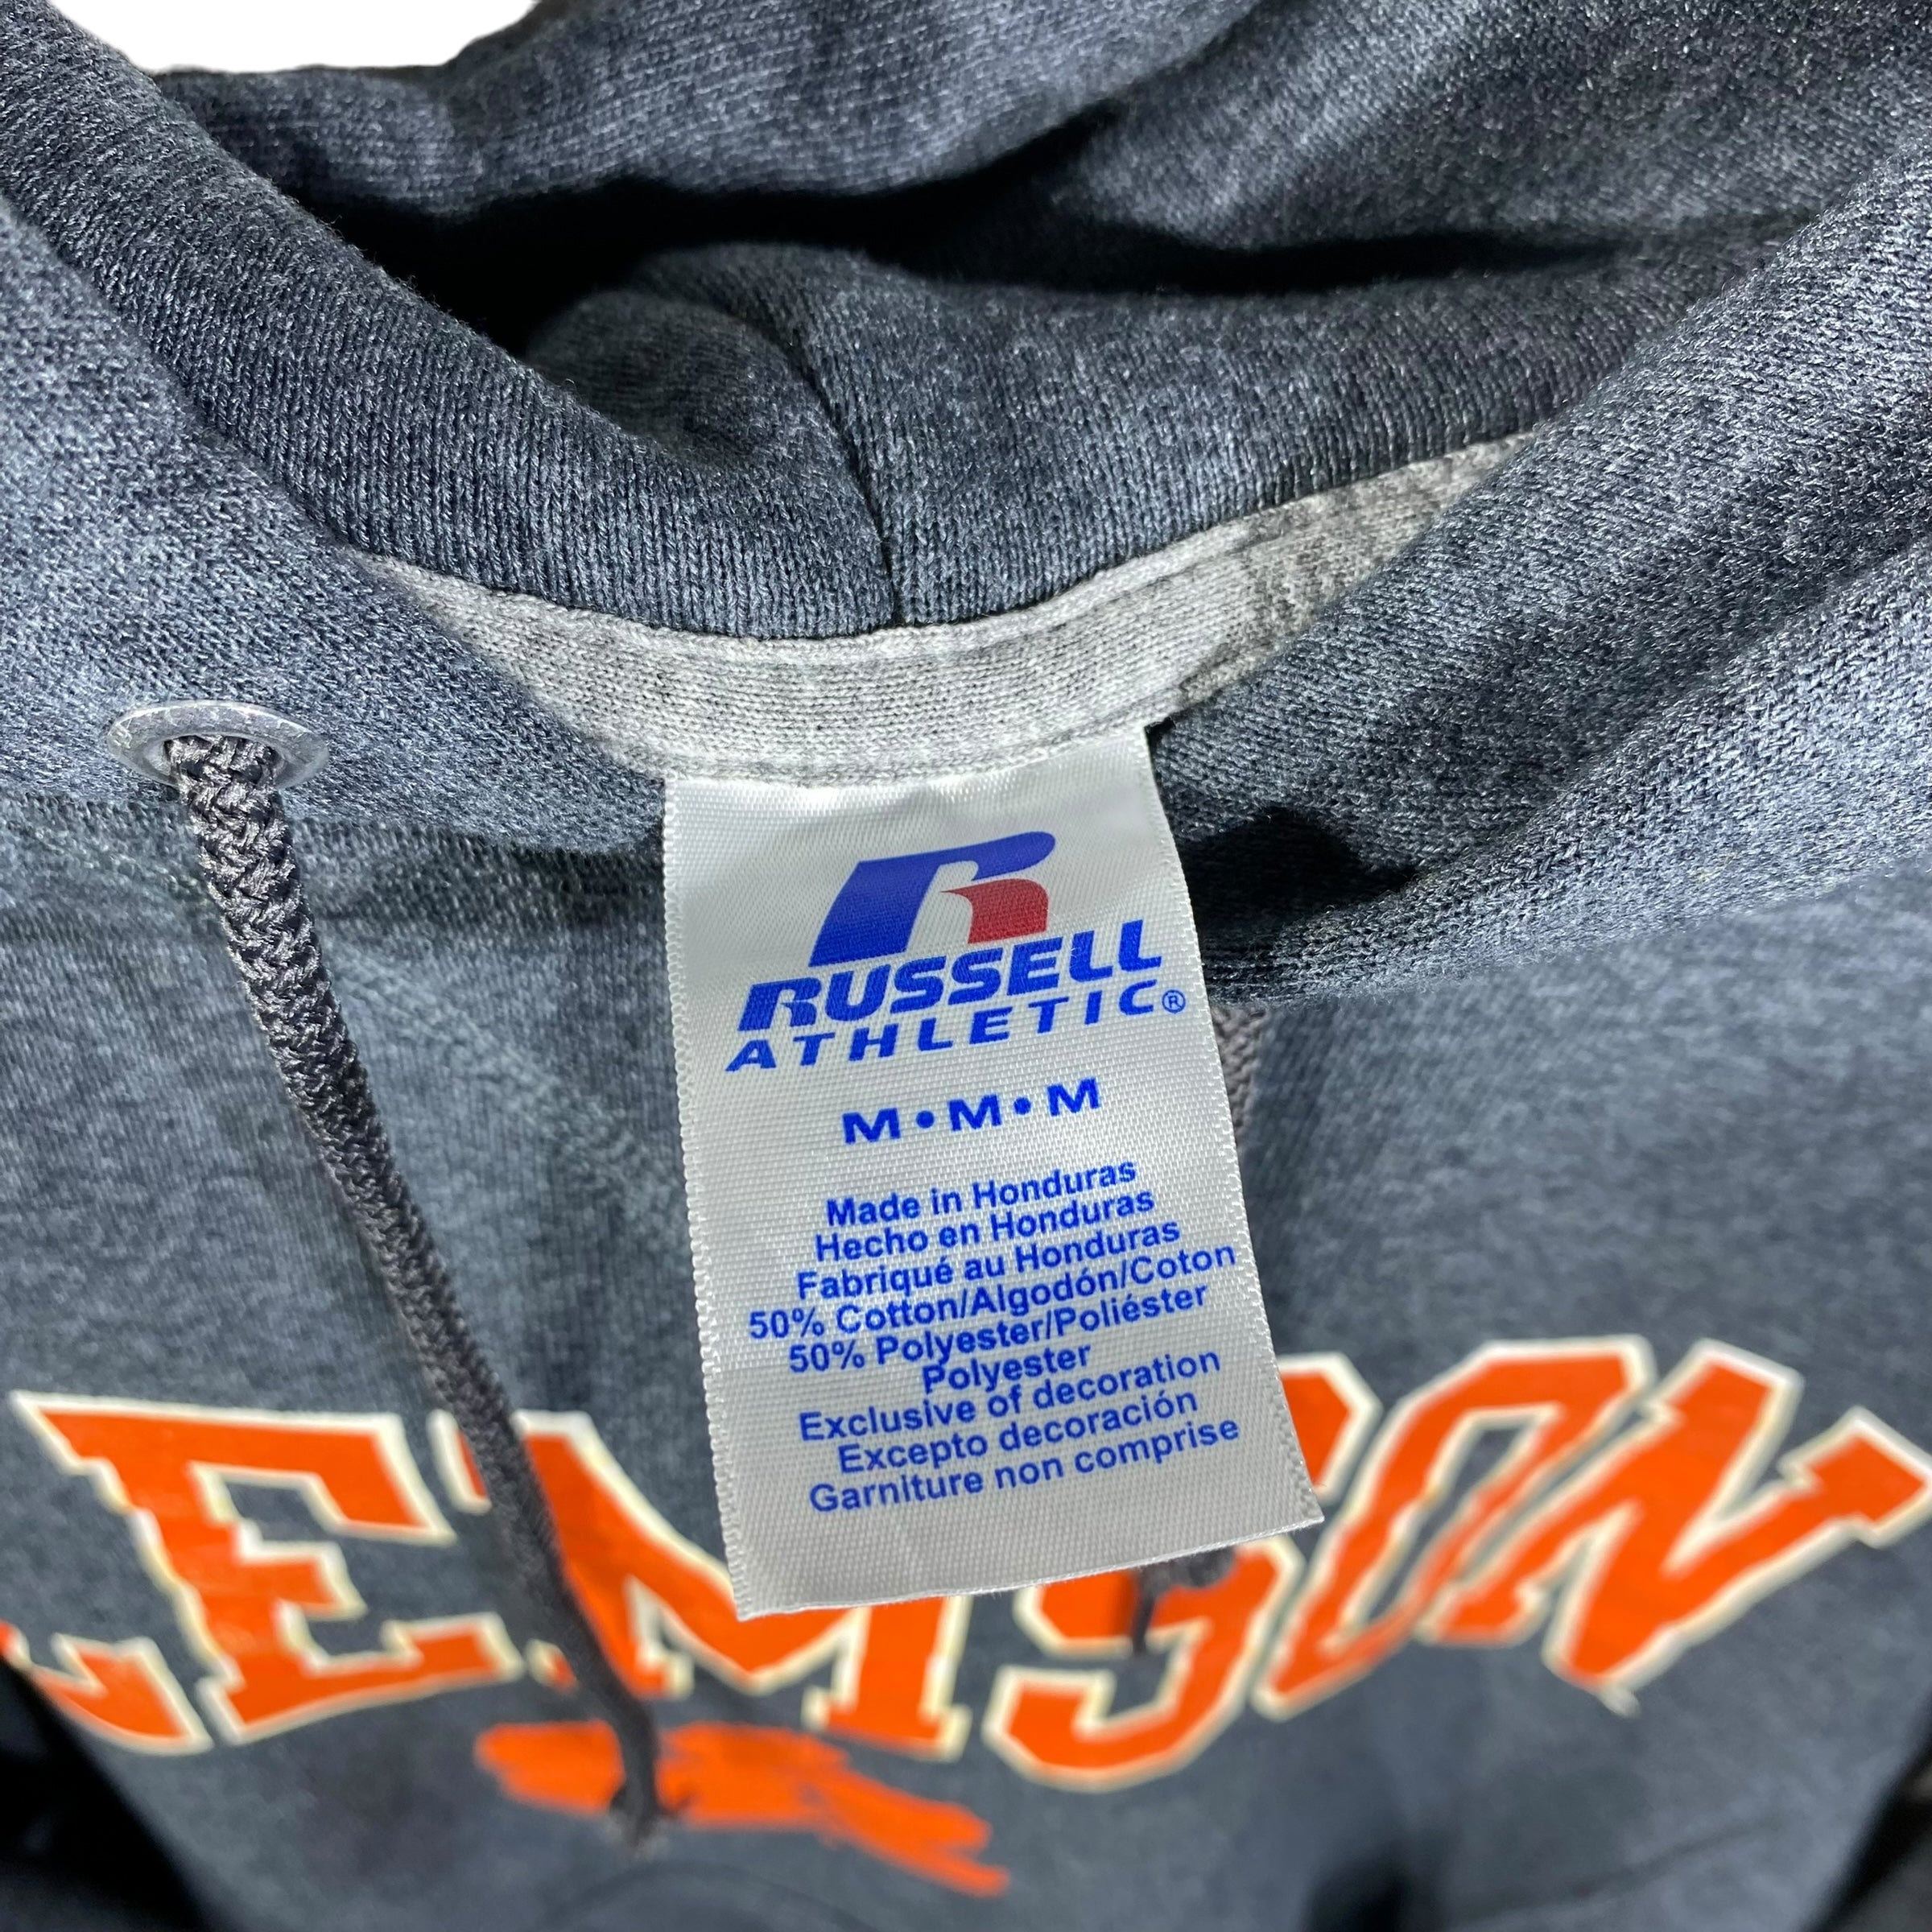 RUSSELL
ATHLETIC®
M•M•M
Made in Honduras
Hecho en Honduras
Fabriqué au Honduras
50% Cotton/Algodón/Coton
50% Polyester/Poliéster
Polyester
Exclusive of decoration
Excepto decoración
Garniture non comprise
LEMSON